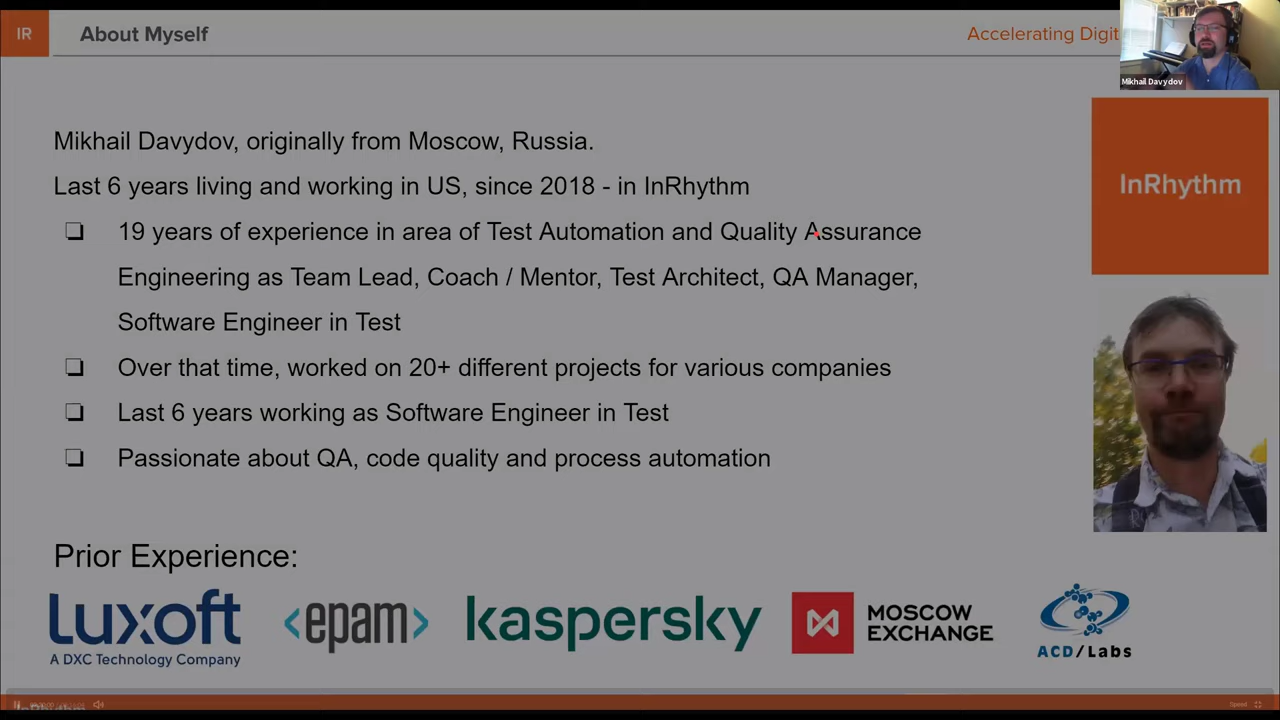 IR
About Myself
Accelerating Digit
Mikhail Davydov
Mikhail Davydov, originally from Moscow, Russia.
InRhythm
Last 6 years living and working in US, since 2018 - in InRhythm
19 years of experience in area of Test Automation and Quality Assurance
Engineering as Team Lead, Coach / Mentor, Test Architect, QA Manager,
Software Engineer in Test
Over that time, worked on 20+ different projects for various companies
Last 6 years working as Software Engineer in Test
Passionate about QA, code quality and process automation
Prior Experience:
Luxoft
A DXC Technology Company
<epam>
kaspersky
MOSCOW
EXCHANGE
ACD/Labs
InRhythm
Speed